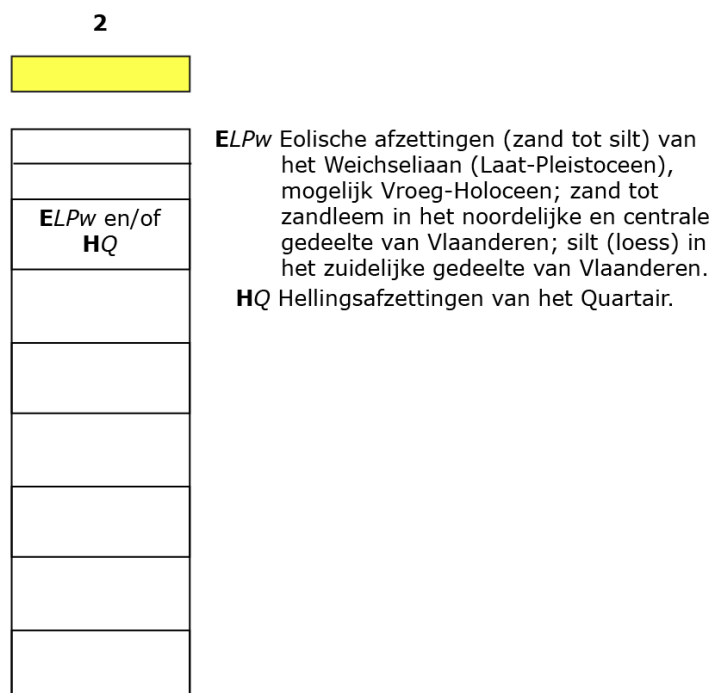 2
ELPw en/of
HQ
ELPw Eolische afzettingen (zand tot silt) van
het Weichseliaan (Laat-Pleistoceen),
mogelijk Vroeg-Holoceen; zand tot
zandleem in het noordelijke en centrale
gedeelte van Vlaanderen; silt (loess) in
het zuidelijke gedeelte van Vlaanderen.
HQ Hellingsafzettingen van het Quartair.